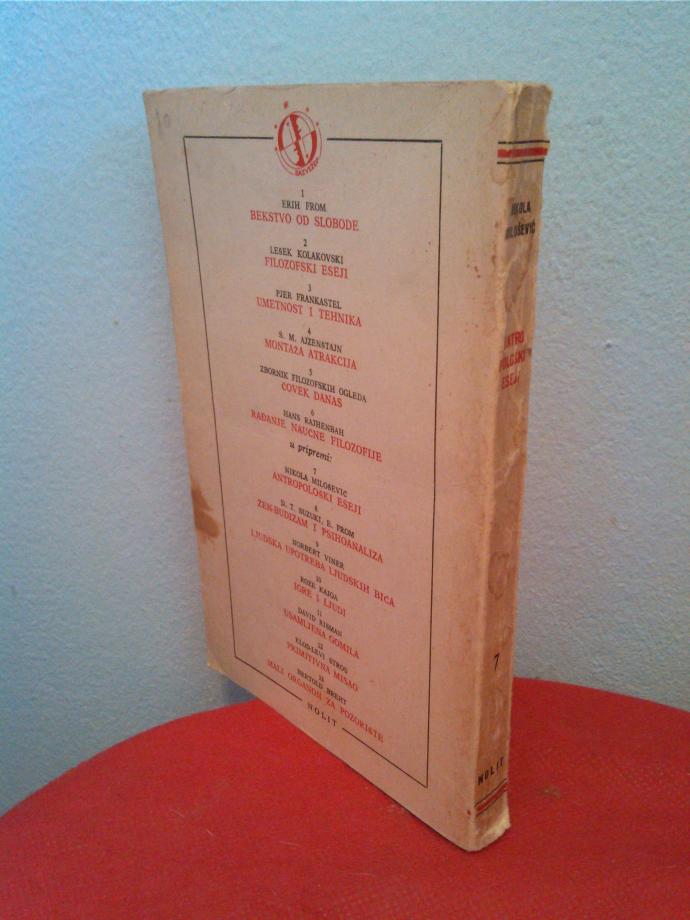 SAZVEŽĐA
1
ERIH FROM
BEKSTVO OD SLOBODE
2
LEŠEK KOLAKOVSKI
FILOZOFSKI ESEJI
3
PJER FRANKASTEL
UMETNOST I TEHNIKA
4
S. M. AJZENŠTAJN
MONTAŽA ATRAKCIJA
5
ZBORNIK FILOZOFSKIH OGLEDA
ČOVEK DANAS
6
HANS RAJHENBAH
RAĐANJE NAUČNE FILOZOFIJE
u pripremi:
7
NIKOLA MILOŠEVIĆ
ANTROPOLOŠKI ESEJI
8
D. T. SUZUKI, E. FROM
ZEN-BUDIZAM I PSIHOANALIZA
9
NORBERT VINER
LJUDSKA UPOTREBA LJUDSKIH BIĆA
10
ROŽE KAJOA
IGRE I LJUDI
11
DAVID RISMAN
USAMLJENA GOMILA
12
KLOD-LEVI STROS
PRIMITIVNA MISAO
13
BERTOLD BREHT
MALI ORGANON ZA POZORIŠTE
NOLIT
NIKOLA
MILOŠEVIĆ
ESEJI
7
NOLIT